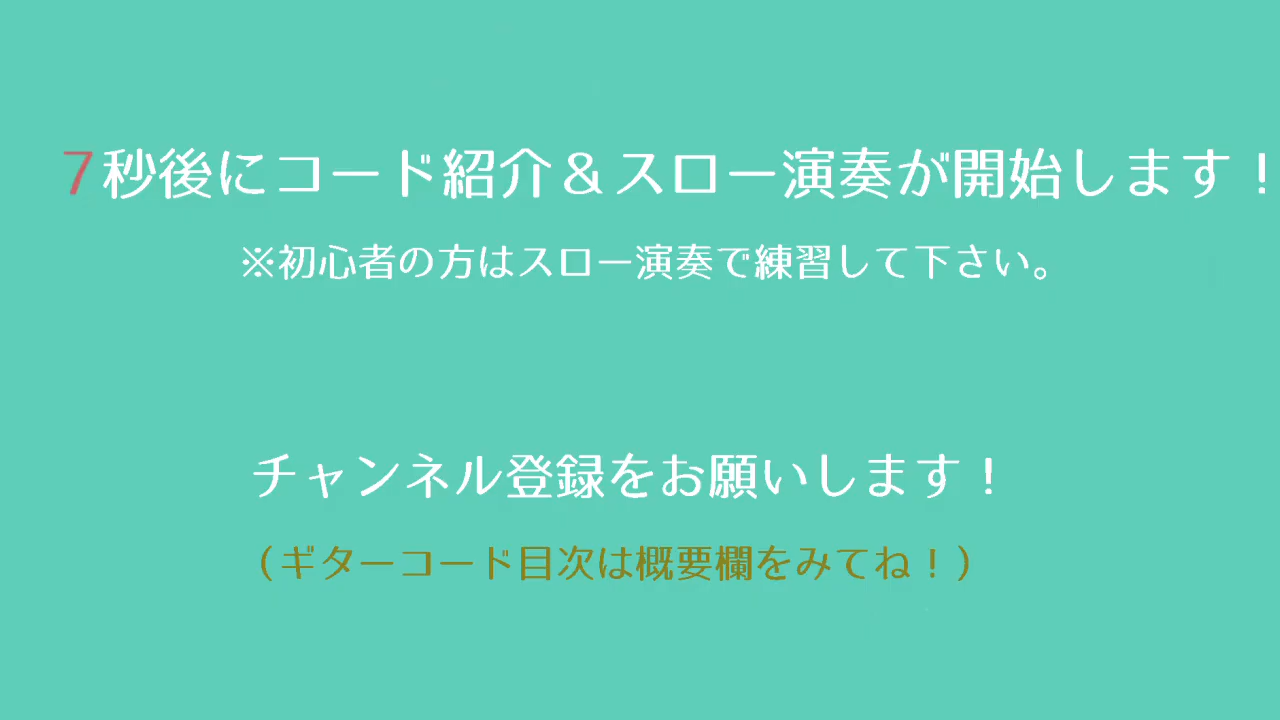 7秒後にコード紹介＆スロー演奏が開始します！
※初心者の方はスロー演奏で練習して下さい。
チャンネル登録をお願いします！
（ギターコード目次は概要欄をみてね！）